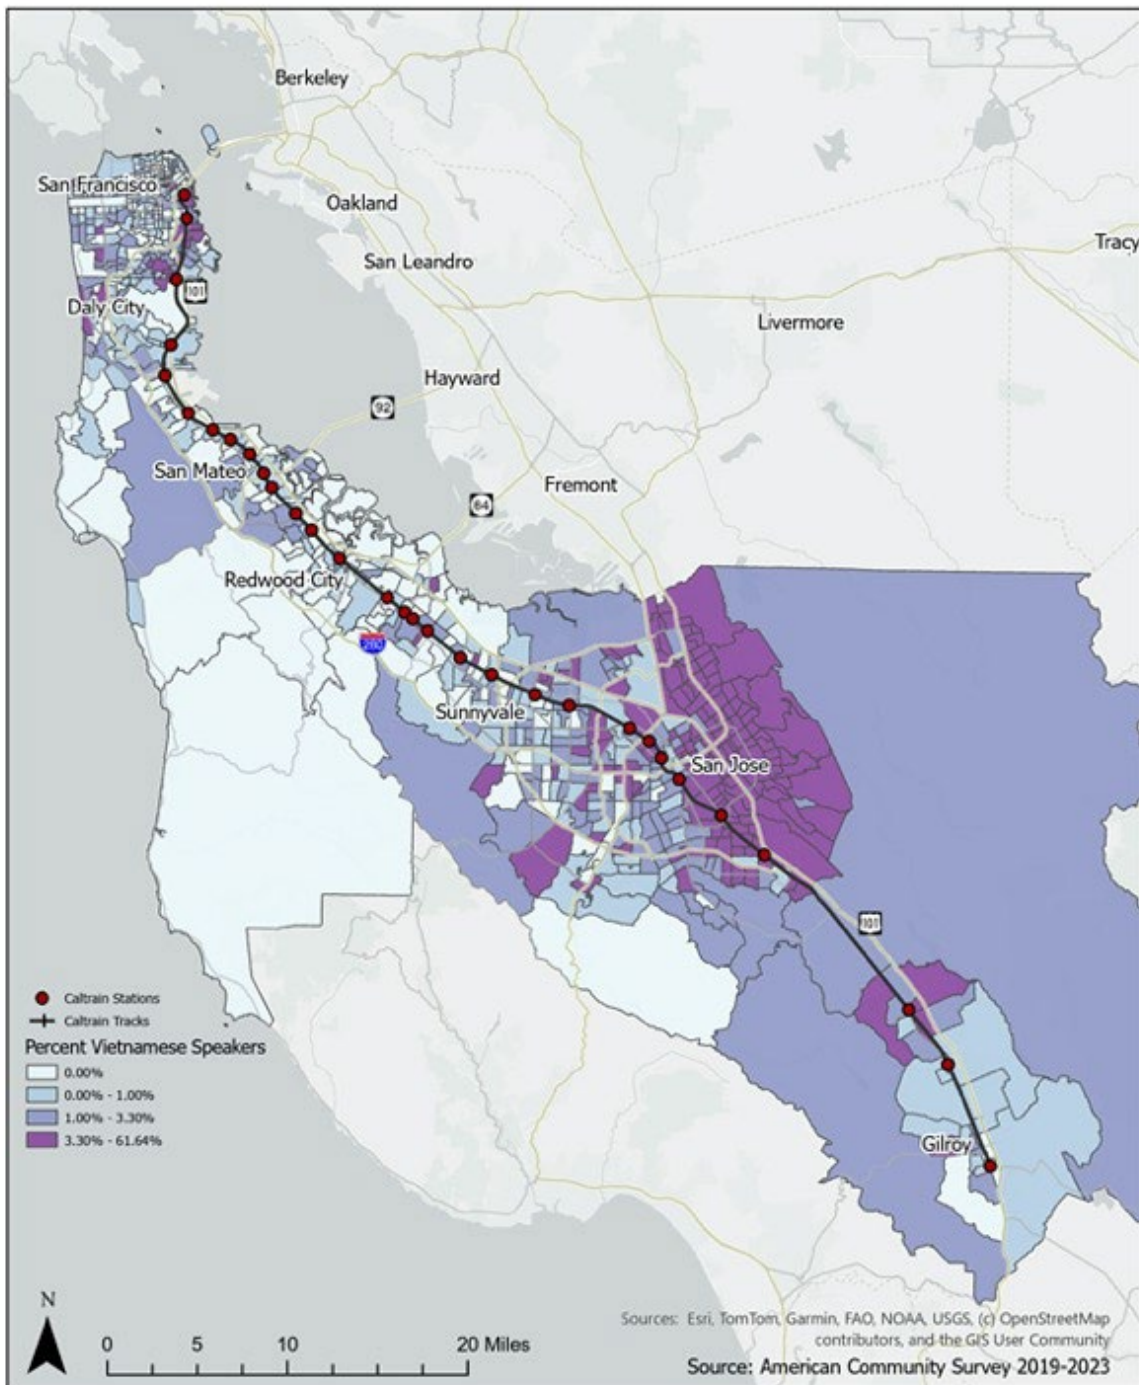 Berkeley
San Francisco
Oakland
San Leandro
Tracy
101
Daly City
Livermore
Hayward
92
San Mateo
Fremont
84
Redwood City
280
Sunnyvale
San Jose
101
Caltrain Stations
Caltrain Tracks
Percent Vietnamese Speakers
0.00%
0.00% - 1.00%
1.00% - 3.30%
3.30% - 61.64%
Gilroy
N
0 5 10 20 Miles
Sources: Esri, TomTom, Garmin, FAO, NOAA, USGS, (c) OpenStreetMap
contributors, and the GIS User Community
Source: American Community Survey 2019-2023